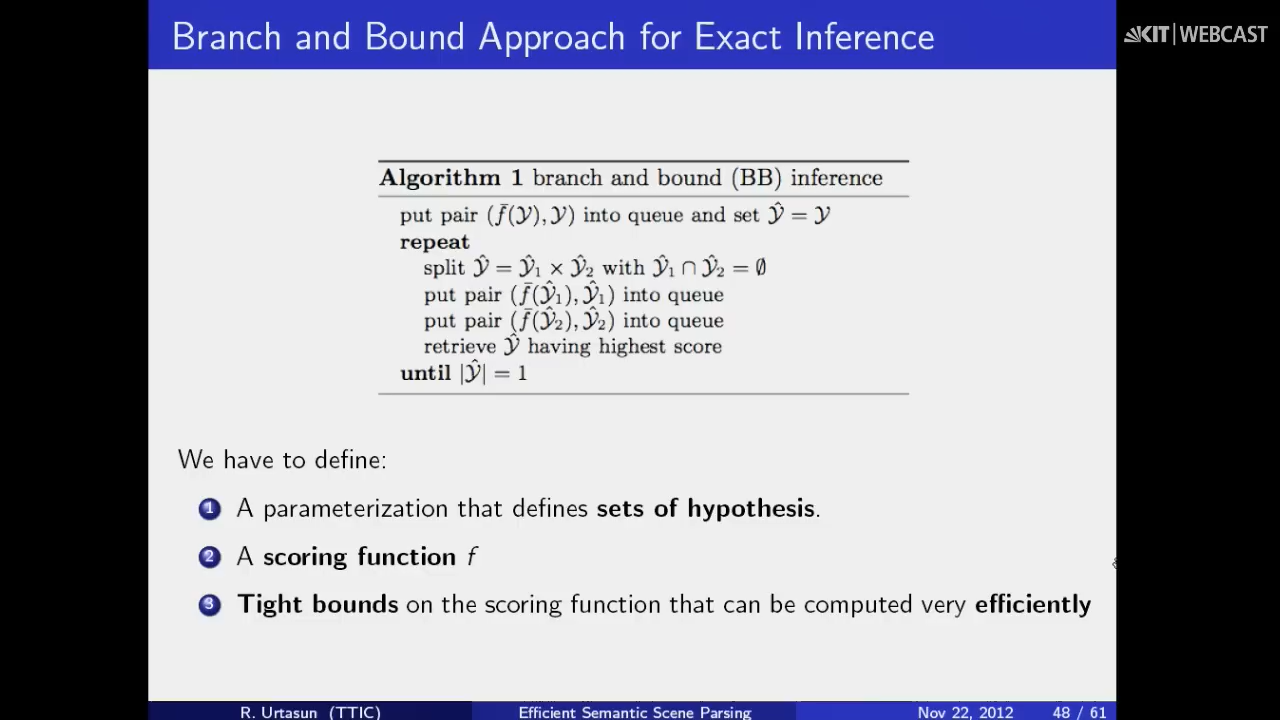 Branch and Bound Approach for Exact Inference
KIT | WEBCAST
Algorithm 1 branch and bound (BB) inference
put pair (f̄(𝒴), 𝒴) into queue and set 𝒴̂ = 𝒴
repeat
split 𝒴̂ = 𝒴̂₁ × 𝒴̂₂ with 𝒴̂₁ ∩ 𝒴̂₂ = ∅
put pair (f̄(𝒴̂₁), 𝒴̂₁) into queue
put pair (f̄(𝒴̂₂), 𝒴̂₂) into queue
retrieve 𝒴̂ having highest score
until |𝒴̂| = 1
We have to define:
1 A parameterization that defines sets of hypothesis.
2 A scoring function f
3 Tight bounds on the scoring function that can be computed very efficiently
R. Urtasun (TTIC) Efficient Semantic Scene Parsing Nov 22, 2012 48 / 61